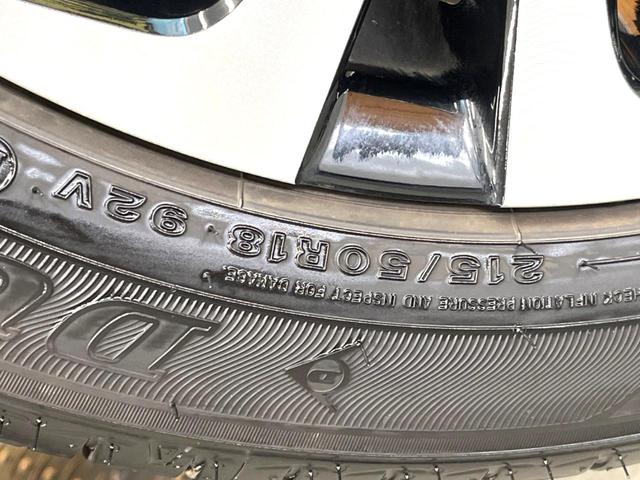 215/50R18 92V
CHECK INFLATION PRESSURE AND INSPECT FOR DAMAGE